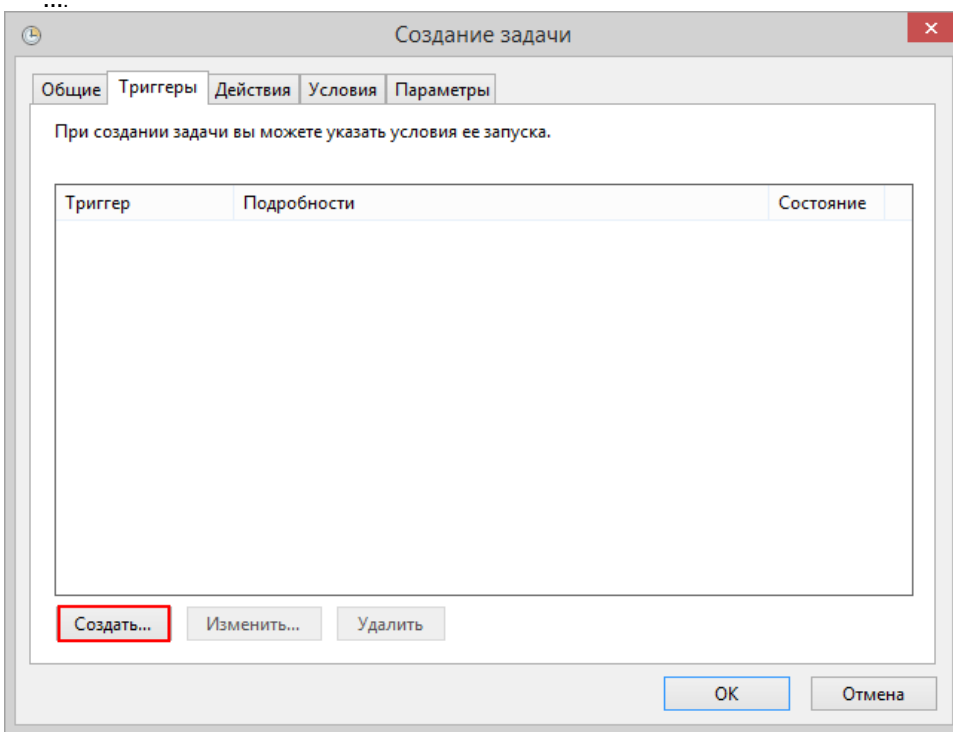 ...
Создание задачи
Общие Триггеры Действия Условия Параметры
При создании задачи вы можете указать условия ее запуска.
Триггер Подробности Состояние
Создать... Изменить... Удалить
OK Отмена